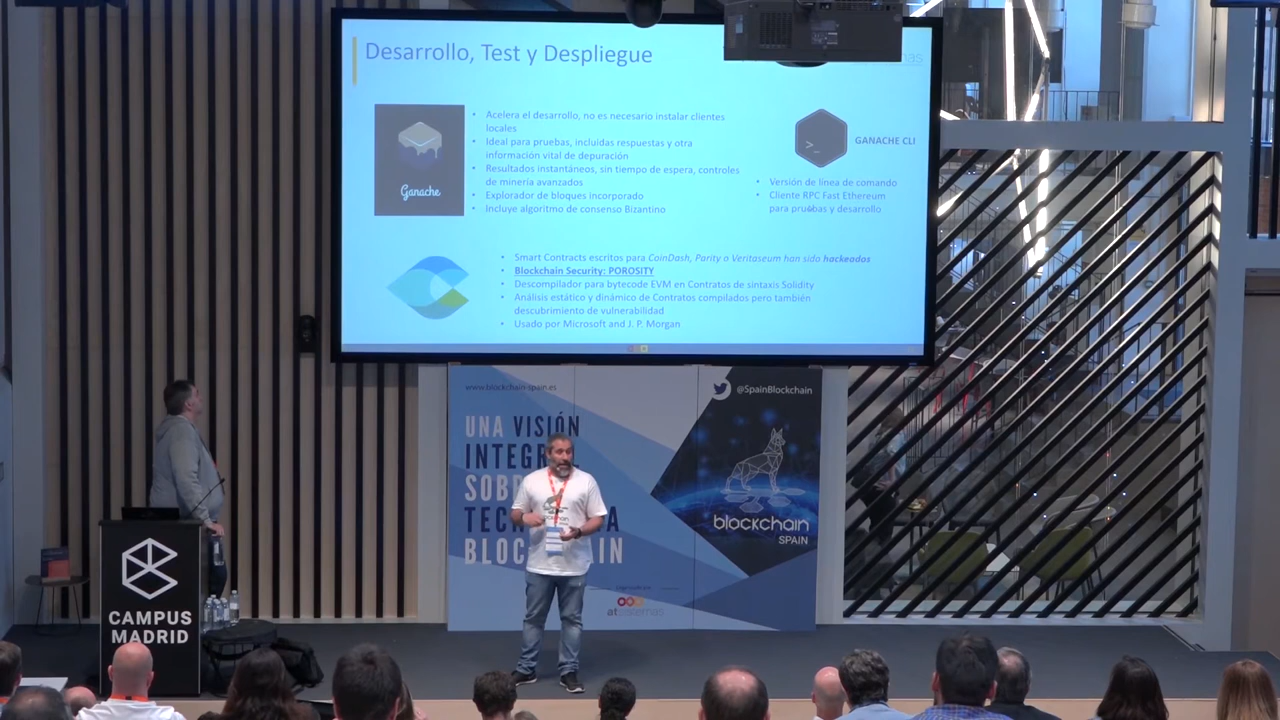 Desarrollo, Test y Despliegue
Ganache
• Acelera el desarrollo, no es necesario instalar clientes
locales
• Ideal para pruebas, incluidas respuestas y otra
información vital de depuración
• Resultados instantáneos, sin tiempo de espera, controles
de minería avanzados
• Explorador de bloques incorporado
• Incluye algoritmo de consenso Bizantino
GANACHE CLI
• Versión de línea de comando
• Cliente RPC Fast Ethereum
para pruebas y desarrollo
• Smart Contracts escritos para CoinDash, Parity o Veritaseum han sido hackeados
• Blockchain Security: POROSITY
• Descompilador para bytecode EVM en Contratos de sintaxis Solidity
• Análisis estático y dinámico de Contratos compilados pero también
descubrimiento de vulnerabilidad
• Usado por Microsoft and J. P. Morgan
www.blockchain-spain.es
@SpainBlockchain
UNA VISIÓN
blockchain
SPAIN
atsistemas
CAMPUS
MADRID